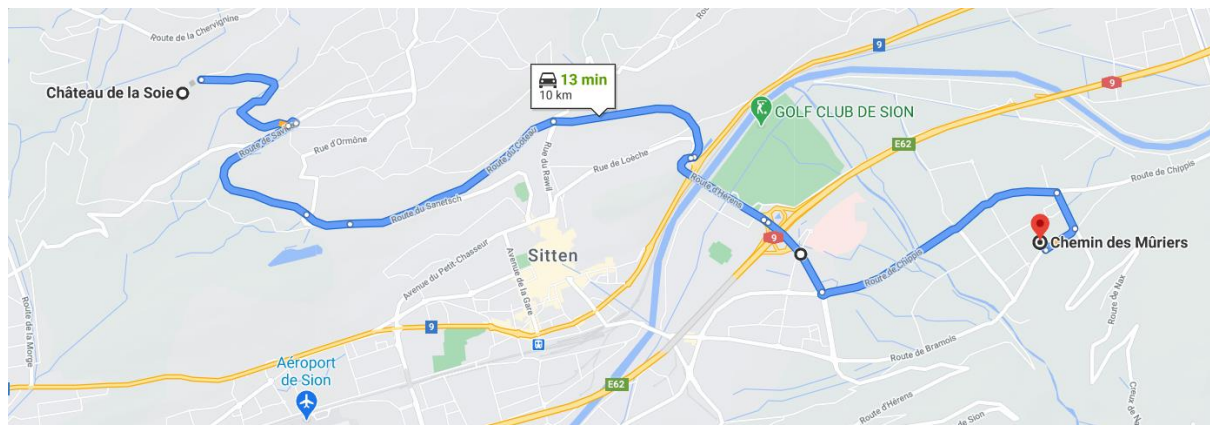 Route de la Chervignine
Château de la Soie
Route de Savièse
Rue d'Ormône
Route du Coteau
Rue du Rawil
13 min
10 km
Rue de Loèche
9
GOLF CLUB DE SION
9
E62
Route de Chippis
Route d'Hérens
Route du Sanetsch
9
Chemin des Mûriers
Sitten
Avenue du Petit-Chasseur
Avenue de la Gare
Route de Chippis
Route de Nax
Route de la Morge
9
Route de Bramois
Aéroport
de Sion
E62
Route d'Hérens